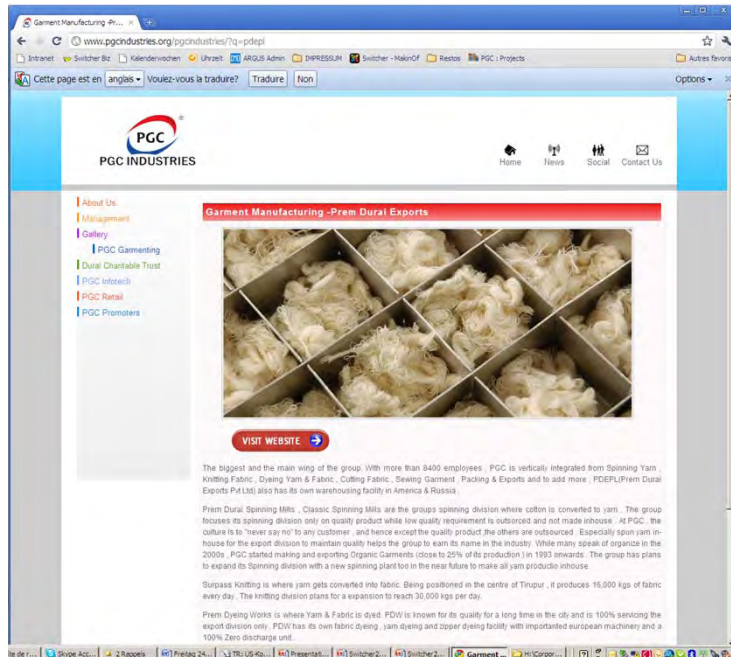 Garment Manufacturing -Pr...
www.pgcindustries.org/pgcindustries/?q=pdepl
Intranet Switcher Biz Kalenderwochen Uhrzeit ARGUS Admin IMPRESSUM Switcher - MakinOf Restos PGC : Projects Autres favoris
Cette page est en anglais Voulez-vous la traduire? Traduire Non Options
PGC
PGC INDUSTRIES
Home News Social Contact Us
About Us
Management
Gallery
PGC Garmenting
Durai Charitable Trust
PGC Infotech
PGC Retail
PGC Promoters
Garment Manufacturing -Prem Durai Exports
VISIT WEBSITE
The biggest and the main wing of the group. With more than 8400 employees , PGC is vertically integrated from Spinning Yarn ,
Knitting Fabric , Dyeing Yarn & Fabric , Cutting Fabric , Sewing Garment , Packing & Exports and to add more , PDEPL(Prem Durai
Exports Pvt Ltd) also has its own warehousing facility in America & Russia .
Prem Durai Spinning Mills , Classic Spinning Mills are the groups spinning division where cotton is converted to yarn . The group
focuses its spinning division only on quality product while low quality requirement is outsorced and not made inhouse . At PGC , the
culture is to "never say no" to any customer , and hence except the quality product ,the others are outsourced . Especially spun yarn in-
house for the export division to maintain quality helps the group to earn its name in the industry. While many speak of organize in the
2000s , PGC started making and exporting Organic Garments (close to 25% of its production ) in 1993 onwards . The group has plans
to expand its Spinning division with a new spinning plant too in the near future to make all yarn productio inhouse .
Surpass Knitting is where yarn gets converted into fabric. Being positioned in the centre of Tirupur , it produces 16,000 kgs of fabric
every day . The knitting division plans for a expansion to reach 30,000 kgs per day.
Prem Dyeing Works is where Yarn & Fabric is dyed. PDW is known for its quality for a long time in the city and is 100% servicing the
export division only . PDW has its own fabric dyeing , yarn dyeing and zipper dyeing facility with importanted european machinery and a
100% Zero discharge unit .
Skype Acc... 2 Rappels Freitag 24... TR: US-Ko... Presentati... Switcher2... Switcher2... Garment ... H:\Corpor...